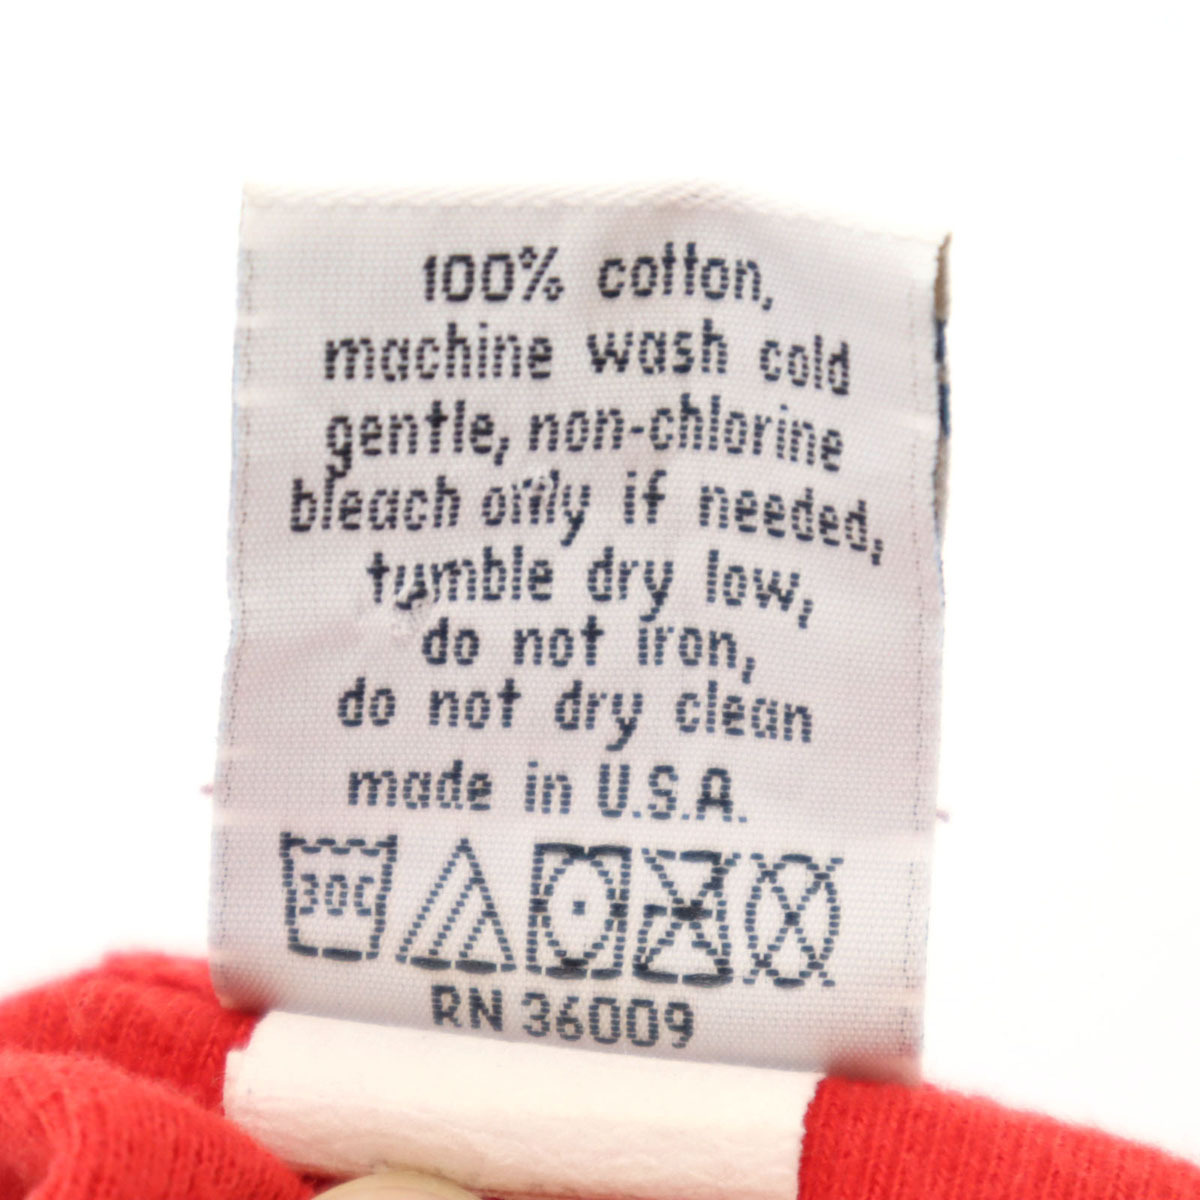 100% cotton,
machine wash cold
gentle, non-chlorine
bleach only if needed,
tumble dry low,
do not iron,
do not dry clean
made in U.S.A.
30C
RN 36009